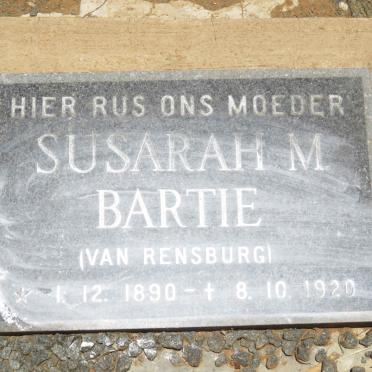 HIER RUS ONS MOEDER
SUSARAH M
BARTIE
(VAN RENSBURG)
* 1. 12. 1890 - † 8. 10. 1920